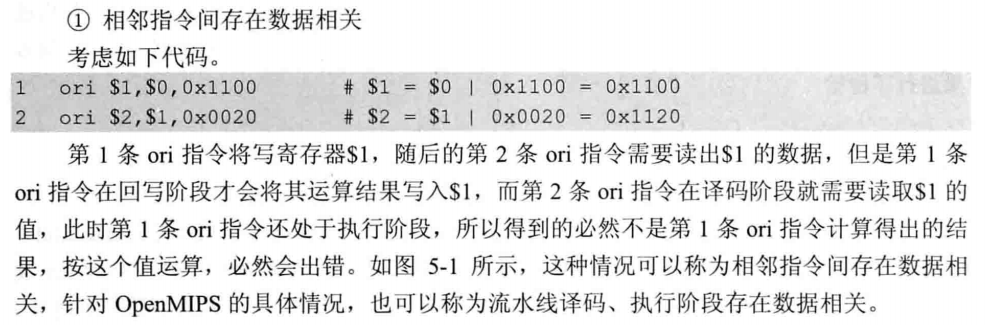 ① 相邻指令间存在数据相关
考虑如下代码。
1 ori $1,$0,0x1100 # $1 = $0 | 0x1100 = 0x1100
2 ori $2,$1,0x0020 # $2 = $1 | 0x0020 = 0x1120
第 1 条 ori 指令将写寄存器$1，随后的第 2 条 ori 指令需要读出$1 的数据，但是第 1 条
ori 指令在回写阶段才会将其运算结果写入$1，而第 2 条 ori 指令在译码阶段就需要读取$1 的
值，此时第 1 条 ori 指令还处于执行阶段，所以得到的必然不是第 1 条 ori 指令计算得出的结
果，按这个值运算，必然会出错。如图 5-1 所示，这种情况可以称为相邻指令间存在数据相
关，针对 OpenMIPS 的具体情况，也可以称为流水线译码、执行阶段存在数据相关。